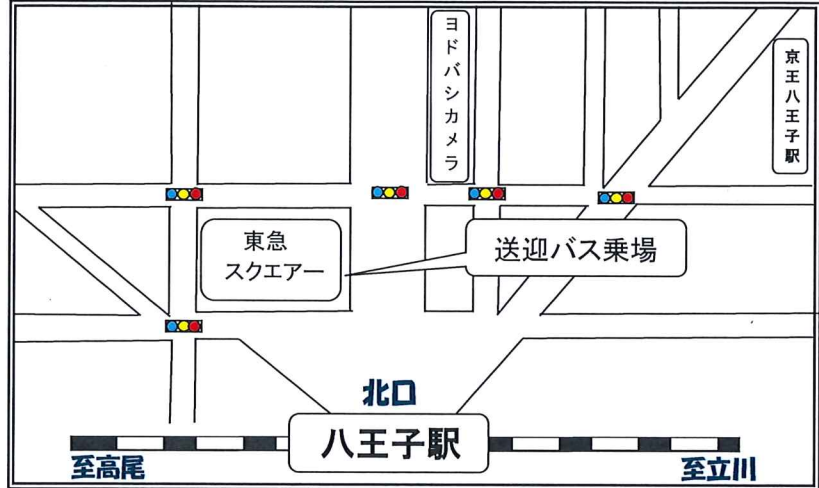 ヨドバシカメラ
京王八王子駅
東急
スクエアー
送迎バス乗場
北口
八王子駅
至高尾
至立川